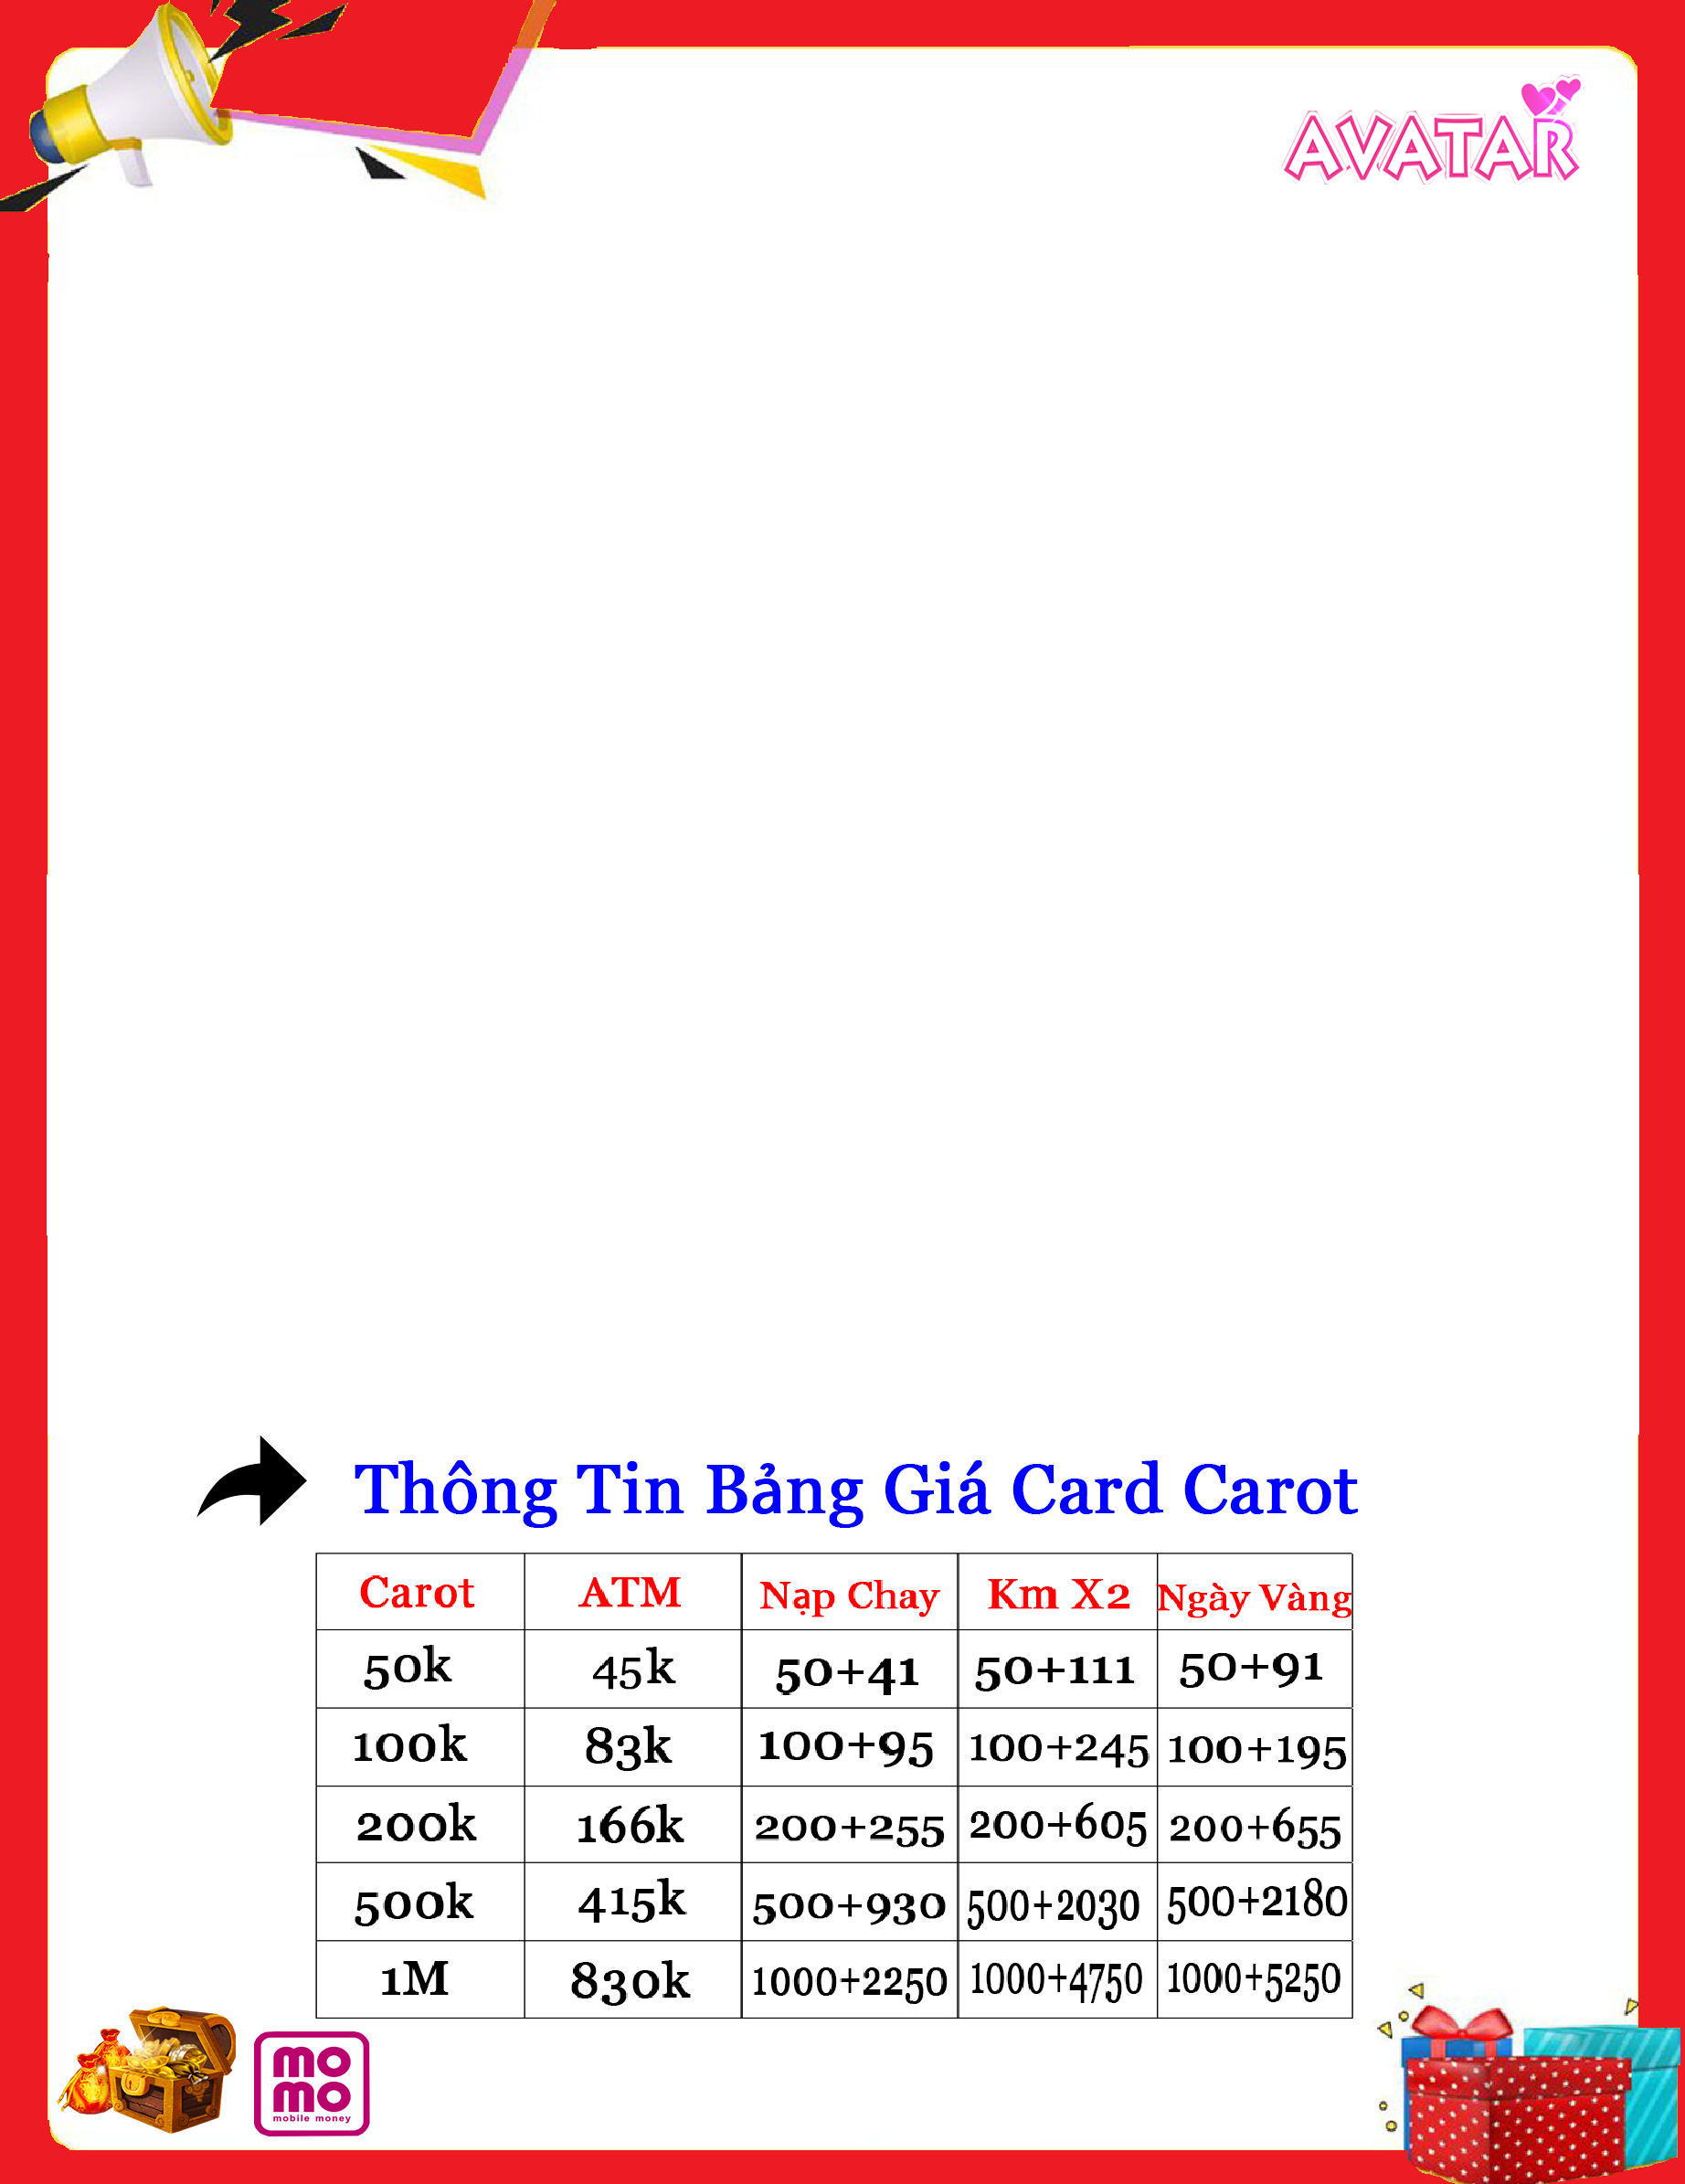 AVATAR
Thông Tin Bảng Giá Card Carot
Carot ATM Nạp Chay Km X2 Ngày Vàng
50k 45k 50+41 50+111 50+91
100k 83k 100+95 100+245 100+195
200k 166k 200+255 200+605 200+655
500k 415k 500+930 500+2030 500+2180
1M 830k 1000+2250 1000+4750 1000+5250
mo
mo
mobile money